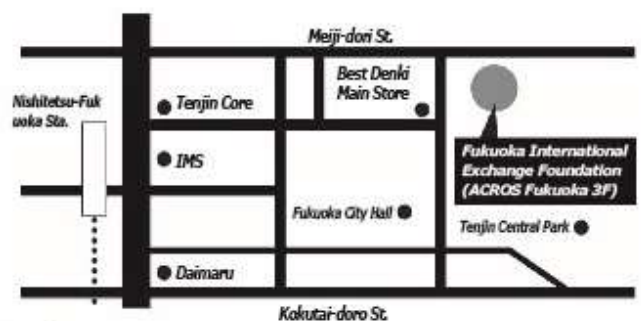 Meiji-dori St.
Nishitetsu-Fuk
uoka Sta.
Tenjin Core
Best Denki
Main Store
IMS
Fukuoka International
Exchange Foundation
(ACROS Fukuoka 3F)
Fukuoka City Hall
Tenjin Central Park
Daimaru
Kokutai-doro St.